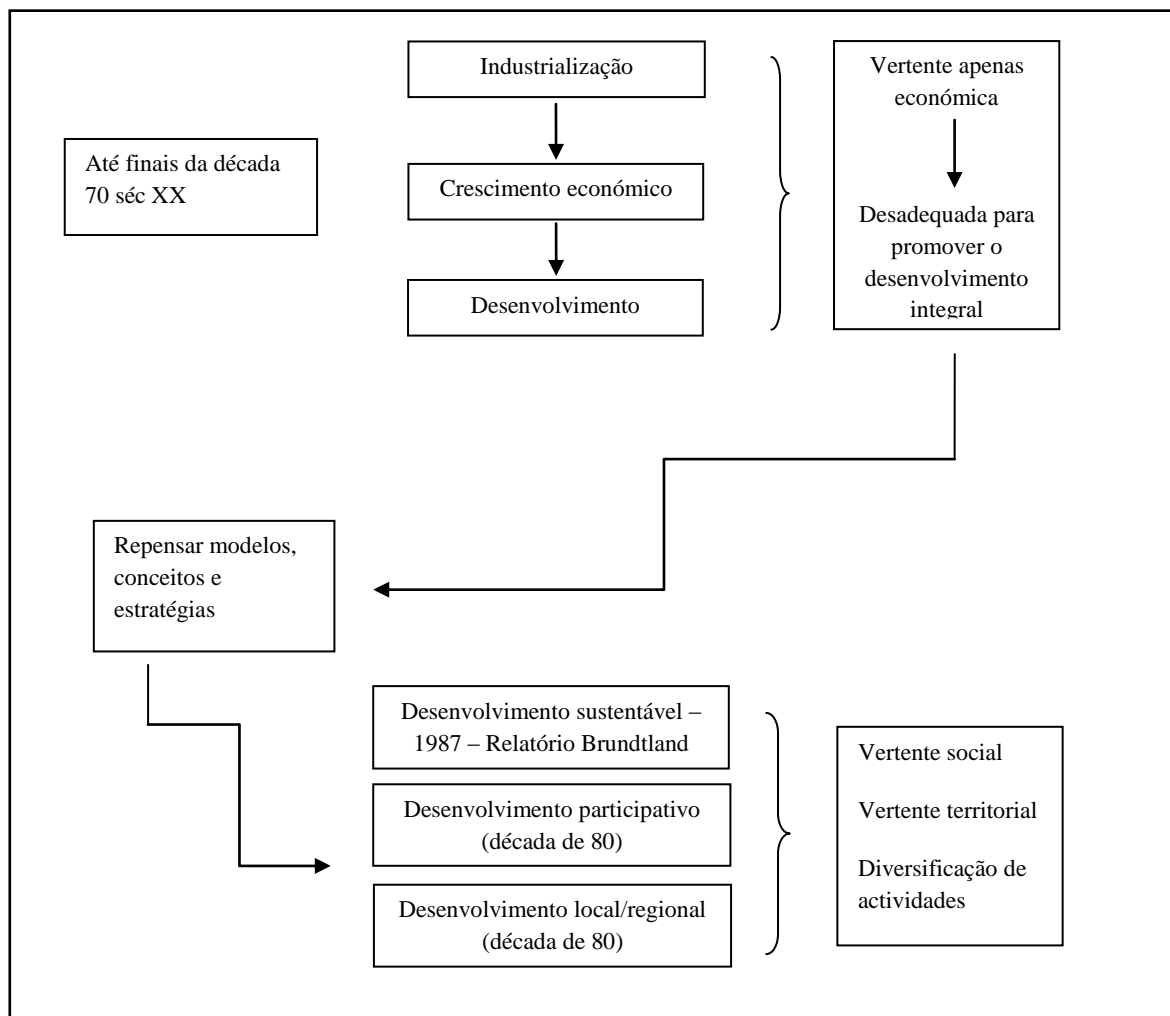 Industrialização
Vertente apenas
económica
Até finais da década
70 séc XX
Crescimento económico
Desadequada para
promover o
desenvolvimento
integral
Desenvolvimento
Repensar modelos,
conceitos e
estratégias
Desenvolvimento sustentável –
1987 – Relatório Brundtland
Desenvolvimento participativo
(década de 80)
Desenvolvimento local/regional
(década de 80)
Vertente social
Vertente territorial
Diversificação de
actividades